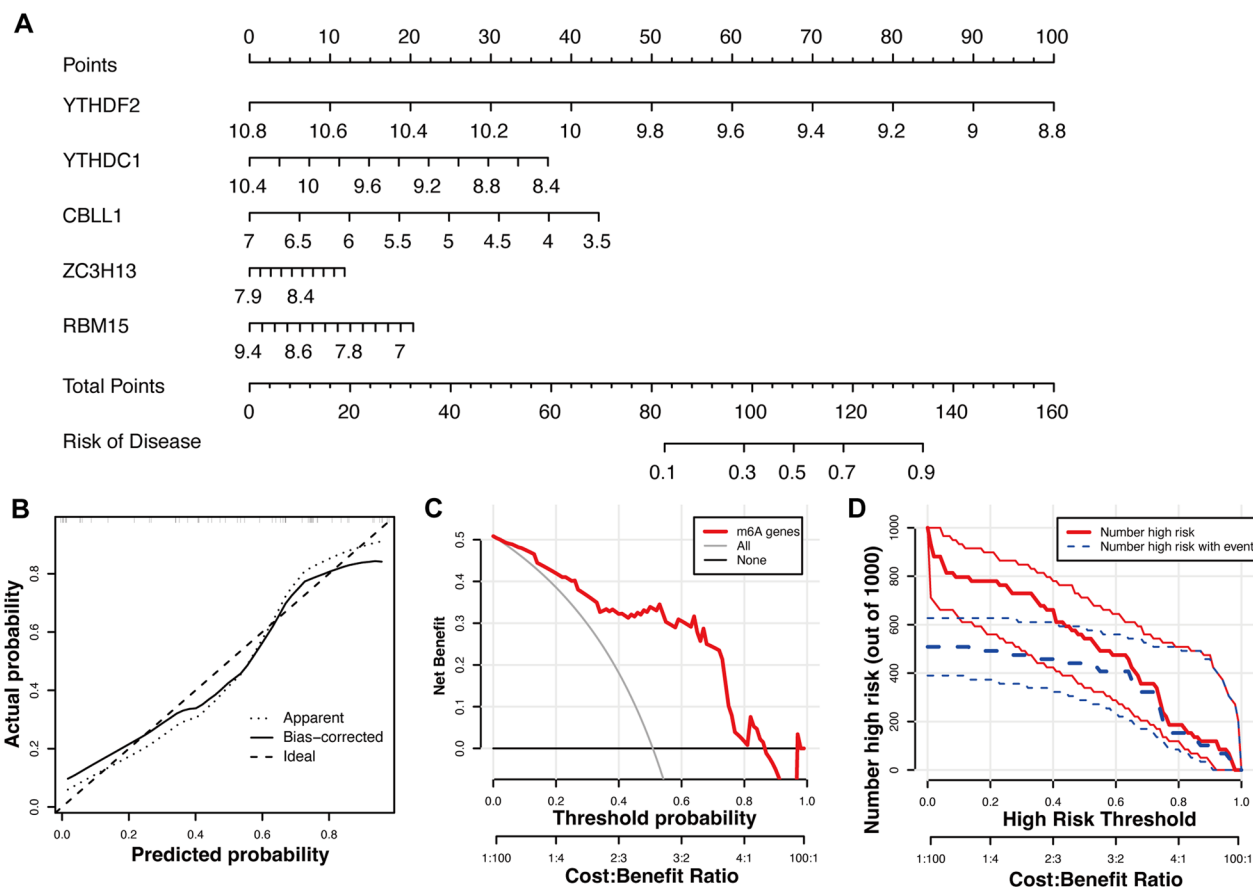 A
0 10 20 30 40 50 60 70 80 90 100
Points
YTHDF2
10.8 10.6 10.4 10.2 10 9.8 9.6 9.4 9.2 9 8.8
YTHDC1
10.4 10 9.6 9.2 8.8 8.4
CBLL1
7 6.5 6 5.5 5 4.5 4 3.5
ZC3H13
7.9 8.4
RBM15
9.4 8.6 7.8 7
Total Points
0 20 40 60 80 100 120 140 160
Risk of Disease
0.1 0.3 0.5 0.7 0.9
B
Actual probability
0.8
0.6
0.4
0.2
0.0
Apparent
Bias−corrected
Ideal
0.0 0.2 0.4 0.6 0.8
Predicted probability
C
Net Benefit
0.5
0.4
0.3
0.2
0.1
0.0
m6A genes
All
None
0.0 0.2 0.4 0.6 0.8 1.0
Threshold probability
1:100 1:4 2:3 3:2 4:1 100:1
Cost:Benefit Ratio
D
Number high risk (out of 1000)
1000
800
600
400
200
0
Number high risk
Number high risk with event
0.0 0.2 0.4 0.6 0.8 1.0
High Risk Threshold
1:100 1:4 2:3 3:2 4:1 100:1
Cost:Benefit Ratio